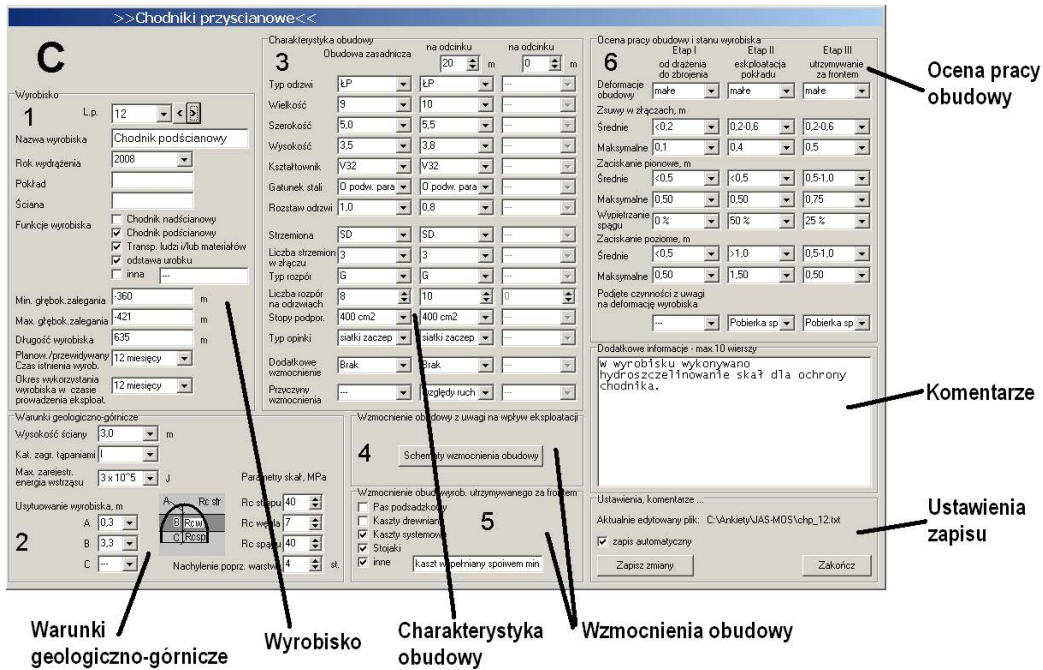 >>Chodniki przyscianowe<<
C
Wyrobisko
1
L.p. 12 < >
Nazwa wyrobiska Chodnik podścianowy
Rok wydrążenia 2008
Pokład
Ściana
Funkcje wyrobiska
Chodnik nadścianowy
Chodnik podścianowy
Transp. ludzi i/lub materiałów
odstawa urobku
inna ---
Min. głębok.zalegania -360 m
Max. głębok.zalegania -421 m
Długość wyrobiska 635 m
Planow./przewidywany
Czas istnienia wyrob. 12 miesięcy
Okres wykorzystania
wyrobiska w czasie
prowadzenia eksploat. 12 miesięcy
Warunki geologiczno-górnicze
Wysokość ściany 3,0 m
Kat. zagr. tąpaniami I
Max. zarejestr.
energia wstrząsu 3 x 10^5 J
Usytuowanie wyrobiska, m
2
A 0,3
B 3,3
C ---
A Rc str
B Rcw
C Rcsp
Parametry skał, MPa
Rc stropu 40
Rc węgla 7
Rc spągu 40
Nachylenie poprz. warstw 4 st.
Charakterystyka obudowy
3
Obudowa zasadnicza
na odcinku 20 m
na odcinku 0 m
Typ odrzwi ŁP ŁP ---
Wielkość 9 10 ---
Szerokość 5,0 5,5 ---
Wysokość 3,5 3,8 ---
Kształtownik V32 V32 ---
Gatunek stali O podw. para O podw. para ---
Rozstaw odrzwi 1,0 0,8 ---
Strzemiona SD SD ---
Liczba strzemion
w złączu 3 3 ---
Typ rozpór G G ---
Liczba rozpór
na odrzwiach 8 10 0
Stopy podpor. 400 cm2 400 cm2 ---
Typ opinki siatki zaczep siatki zaczep ---
Dodatkowe
wzmocnienie Brak Brak ---
Przyczyny
wzmocnienia --- względy ruch ---
Wzmocnienie obudowy z uwagi na wpływ eksploatacji
4
Schematy wzmocnienia obudowy
Wzmocnienie obud.wyrob. utrzymywanego za frontem
5
Pas podsadzkowy
Kaszty drewniane
Kaszty systemowe
Stojaki
inne kaszt wypełniany spoiwem min
Ocena pracy obudowy i stanu wyrobiska
6
Etap I
od drążenia
do zbrojenia
Etap II
eskploatacja
pokładu
Etap III
utrzymywanie
za frontem
Deformacje
obudowy małe małe małe
Zsuwy w złączach, m
Średnie <0,2 0,2-0,6 0,2-0,6
Maksymalne 0,1 0,4 0,5
Zaciskanie pionowe, m
Średnie <0,5 <0,5 0,5-1,0
Maksymalne 0,50 0,50 0,75
Wypiętrzanie
spągu 0 % 50 % 25 %
Zaciskanie poziome, m
Średnie <0,5 >1,0 0,5-1,0
Maksymalne 0,50 1,50 0,50
Podjęte czynności z uwagi
na deformację wyrobiska
--- Pobierka sp Pobierka sp
Dodatkowe informacje - max.10 wierszy
W wyrobisku wykonywano
hydroszczelinowanie skał dla ochrony
chodnika.
Ustawienia, komentarze ...
Aktualnie edytowany plik: C:\Ankiety\JAS-MOS\chp_12.txt
zapis automatyczny
Zapisz zmiany Zakończ
Ocena pracy
obudowy
Komentarze
Ustawienia
zapisu
Warunki
geologiczno-górnicze
Wyrobisko
Charakterystyka
obudowy
Wzmocnienia obudowy